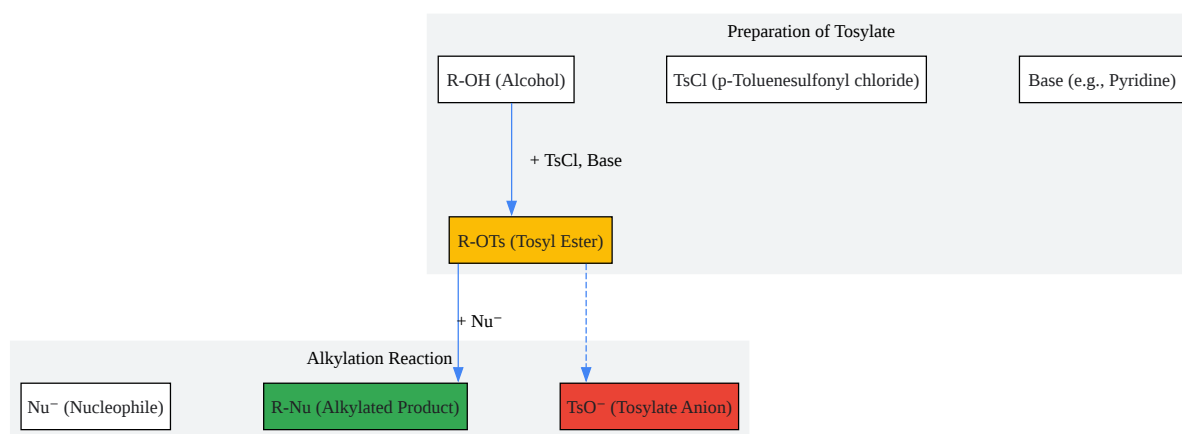 Preparation of Tosylate
R-OH (Alcohol)
TsCl (p-Toluenesulfonyl chloride)
Base (e.g., Pyridine)
+ TsCl, Base
R-OTs (Tosyl Ester)
+ Nu⁻
Alkylation Reaction
Nu⁻ (Nucleophile)
R-Nu (Alkylated Product)
TsO⁻ (Tosylate Anion)